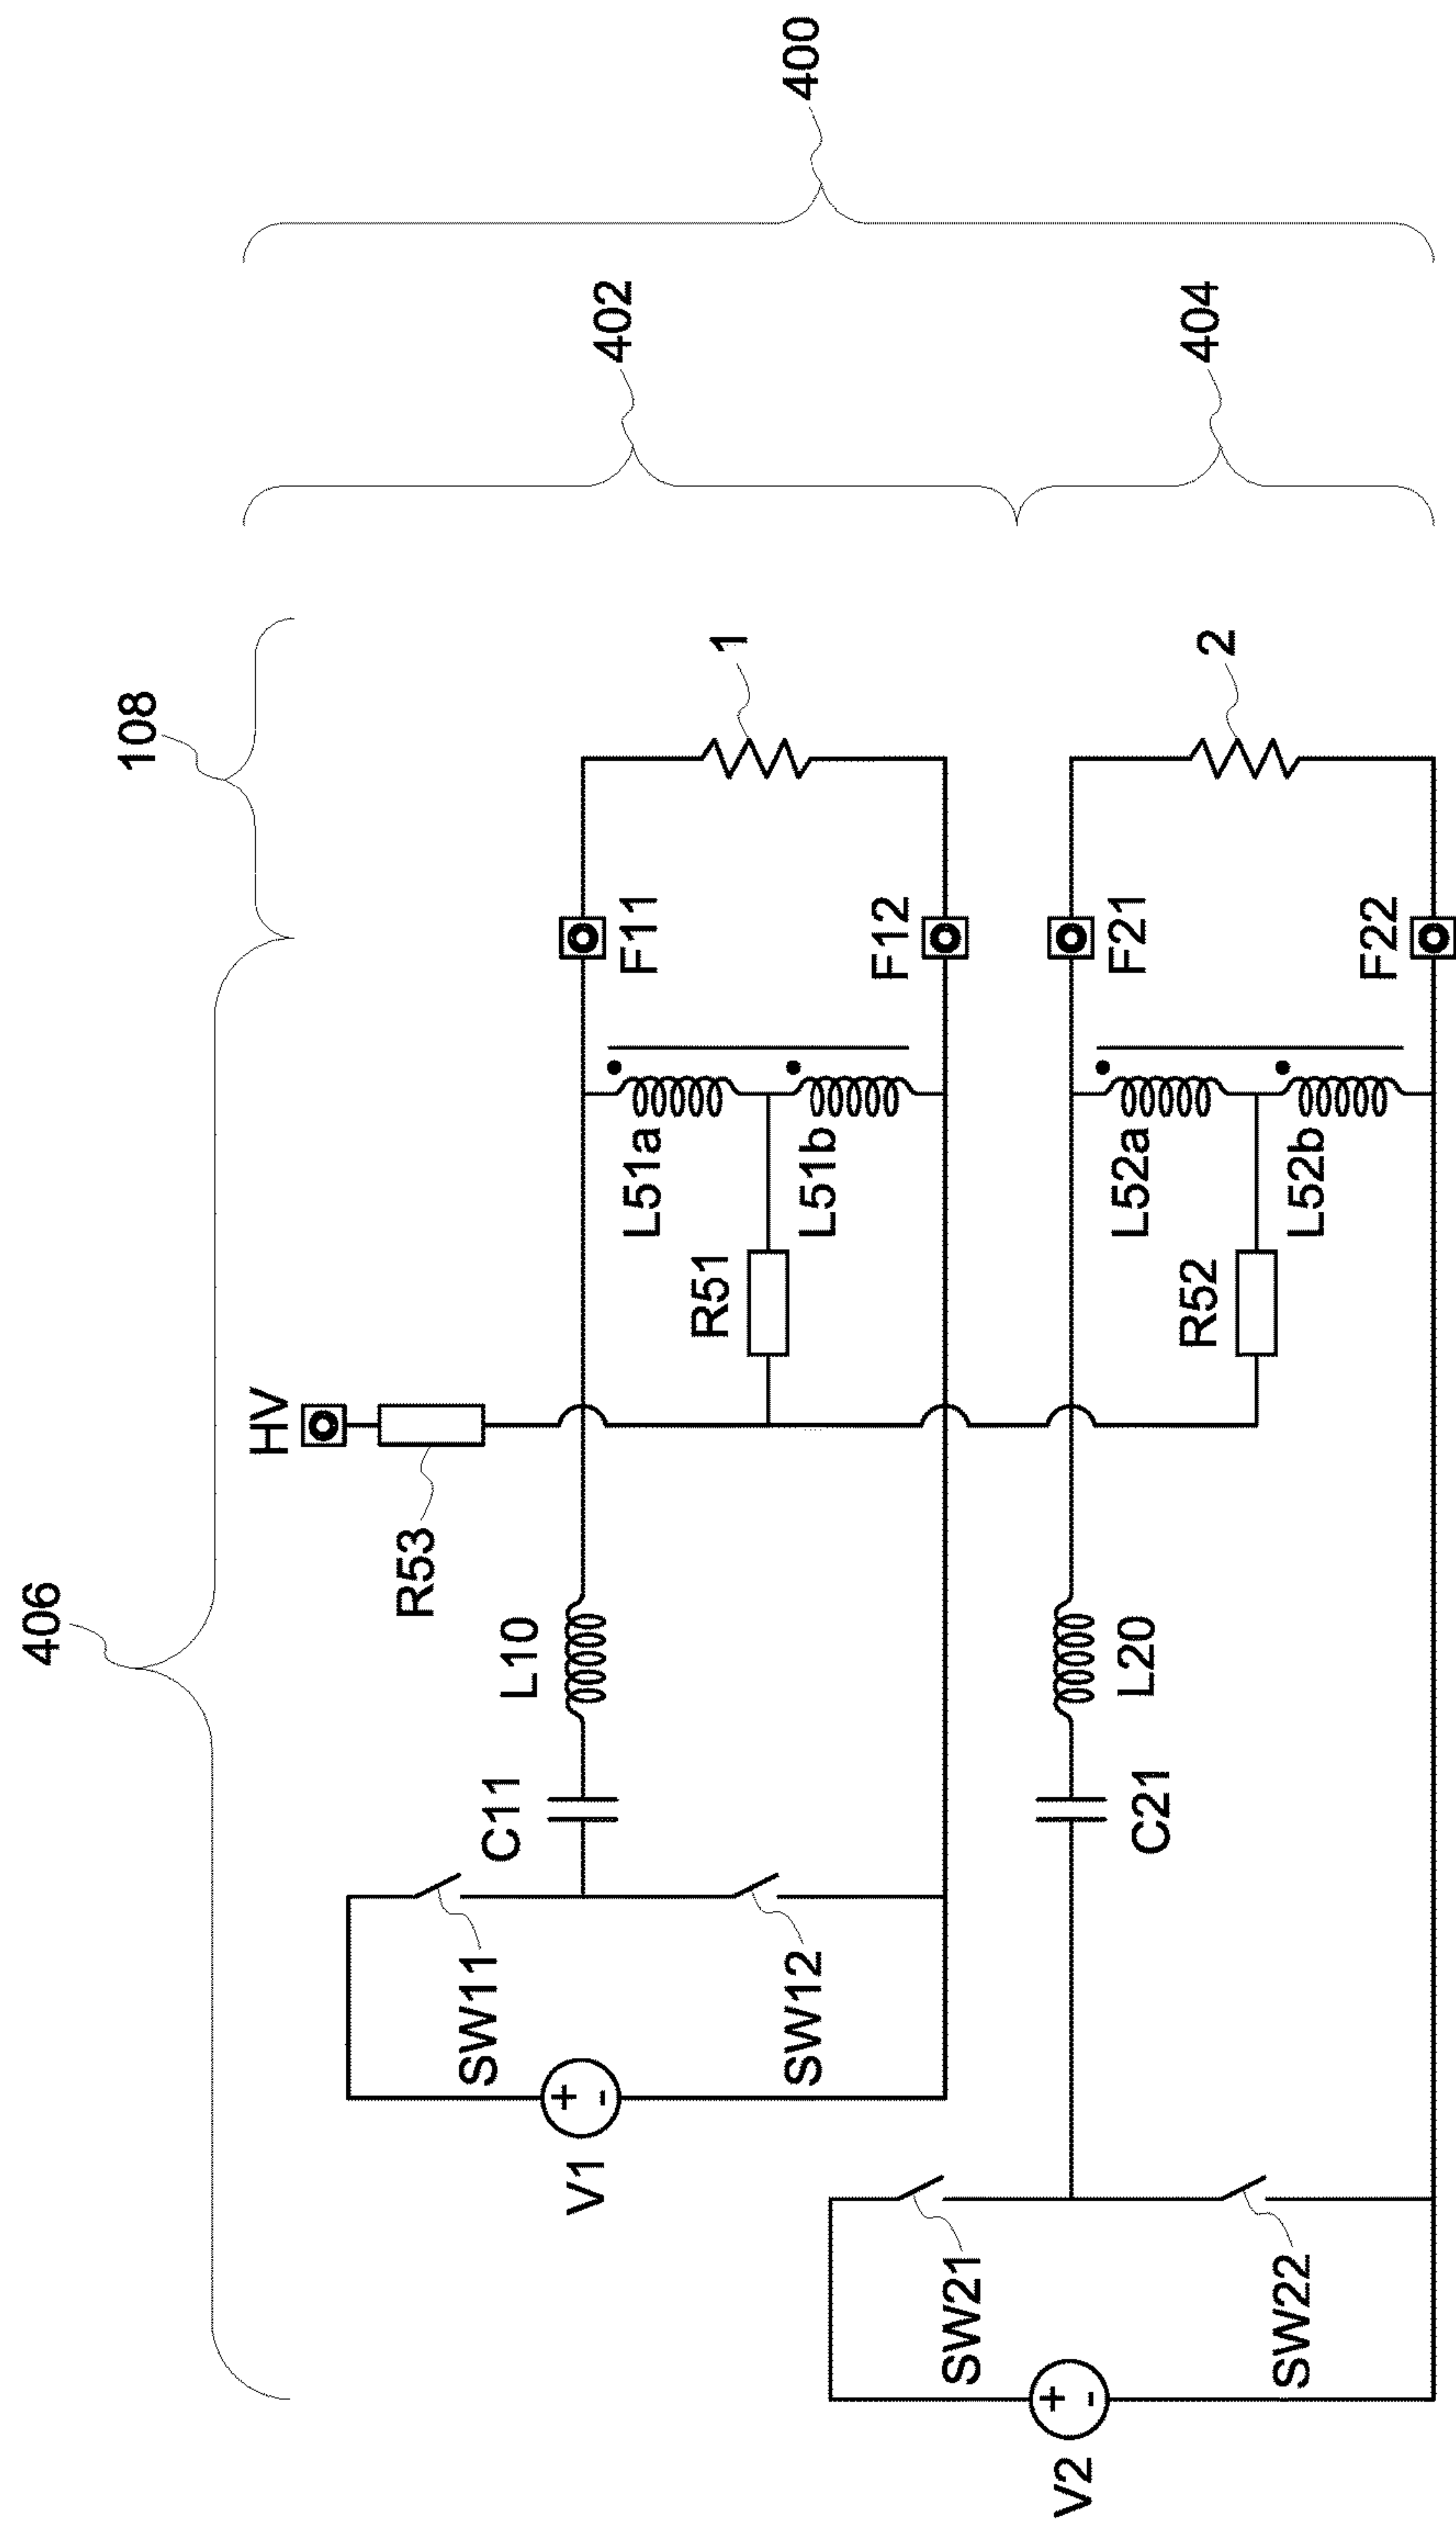 400
402
404
108
406
1
2
F11
F12
F21
F22
L51a
L51b
L52a
L52b
R51
R52
HV
R53
L10
L20
C11
C21
SW11
SW12
+
-
V1
SW21
SW22
+
-
V2